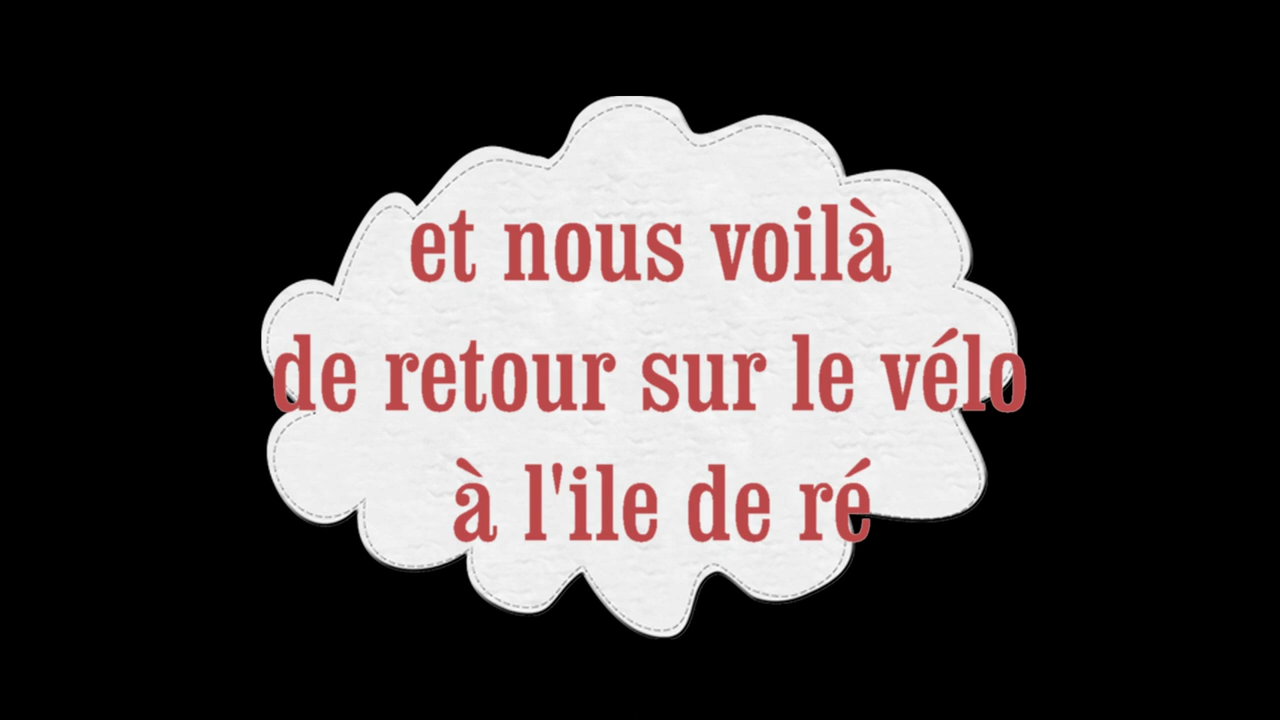 et nous voilà
de retour sur le vélo
à l'ile de ré